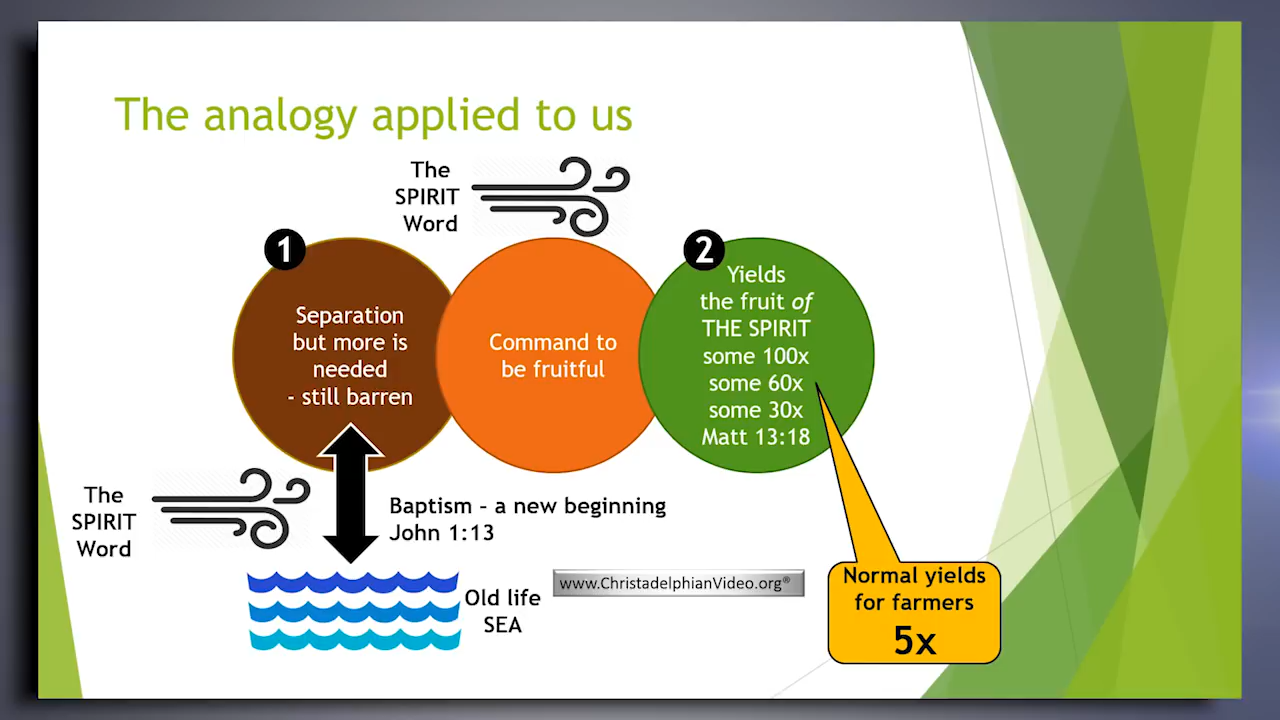 The analogy applied to us
The
SPIRIT
Word
1
Separation
but more is
needed
- still barren
Command to
be fruitful
2
Yields
the fruit of
THE SPIRIT
some 100x
some 60x
some 30x
Matt 13:18
The
SPIRIT
Word
Baptism – a new beginning
John 1:13
Old life
SEA
www.ChristadelphianVideo.org®
Normal yields
for farmers
5x